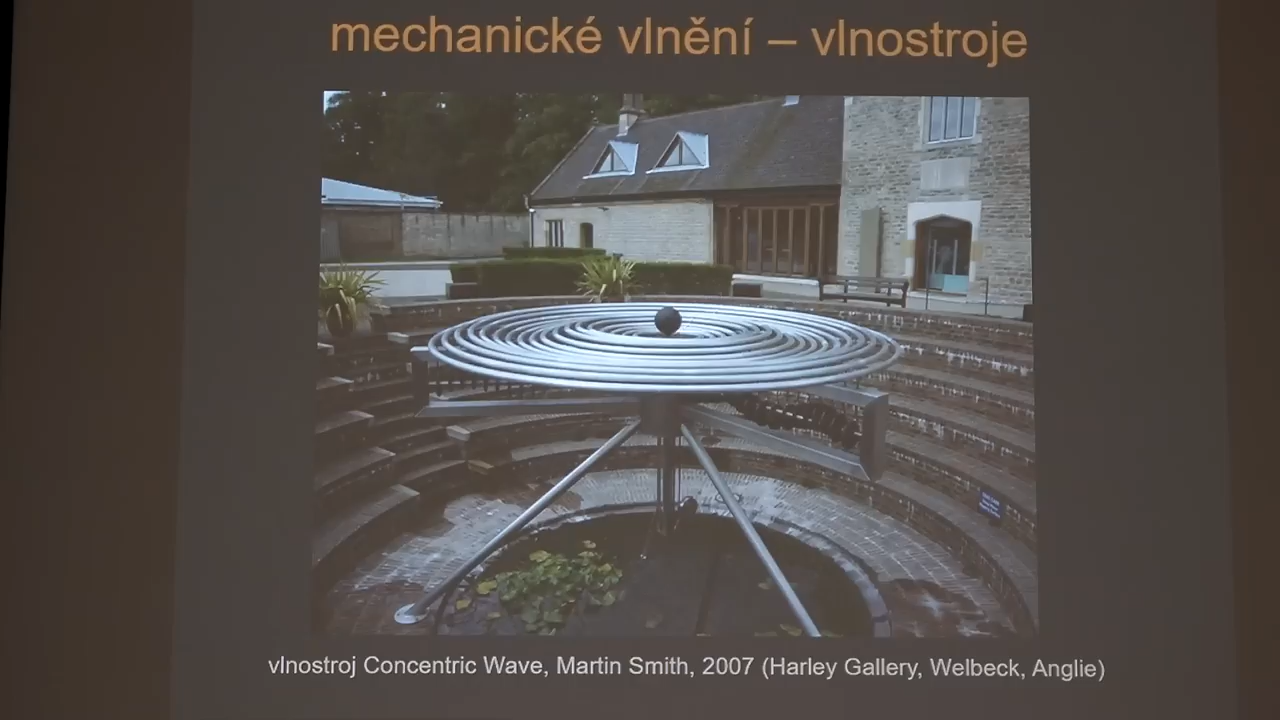 mechanické vlnění – vlnostroje
vlnostroj Concentric Wave, Martin Smith, 2007 (Harley Gallery, Welbeck, Anglie)